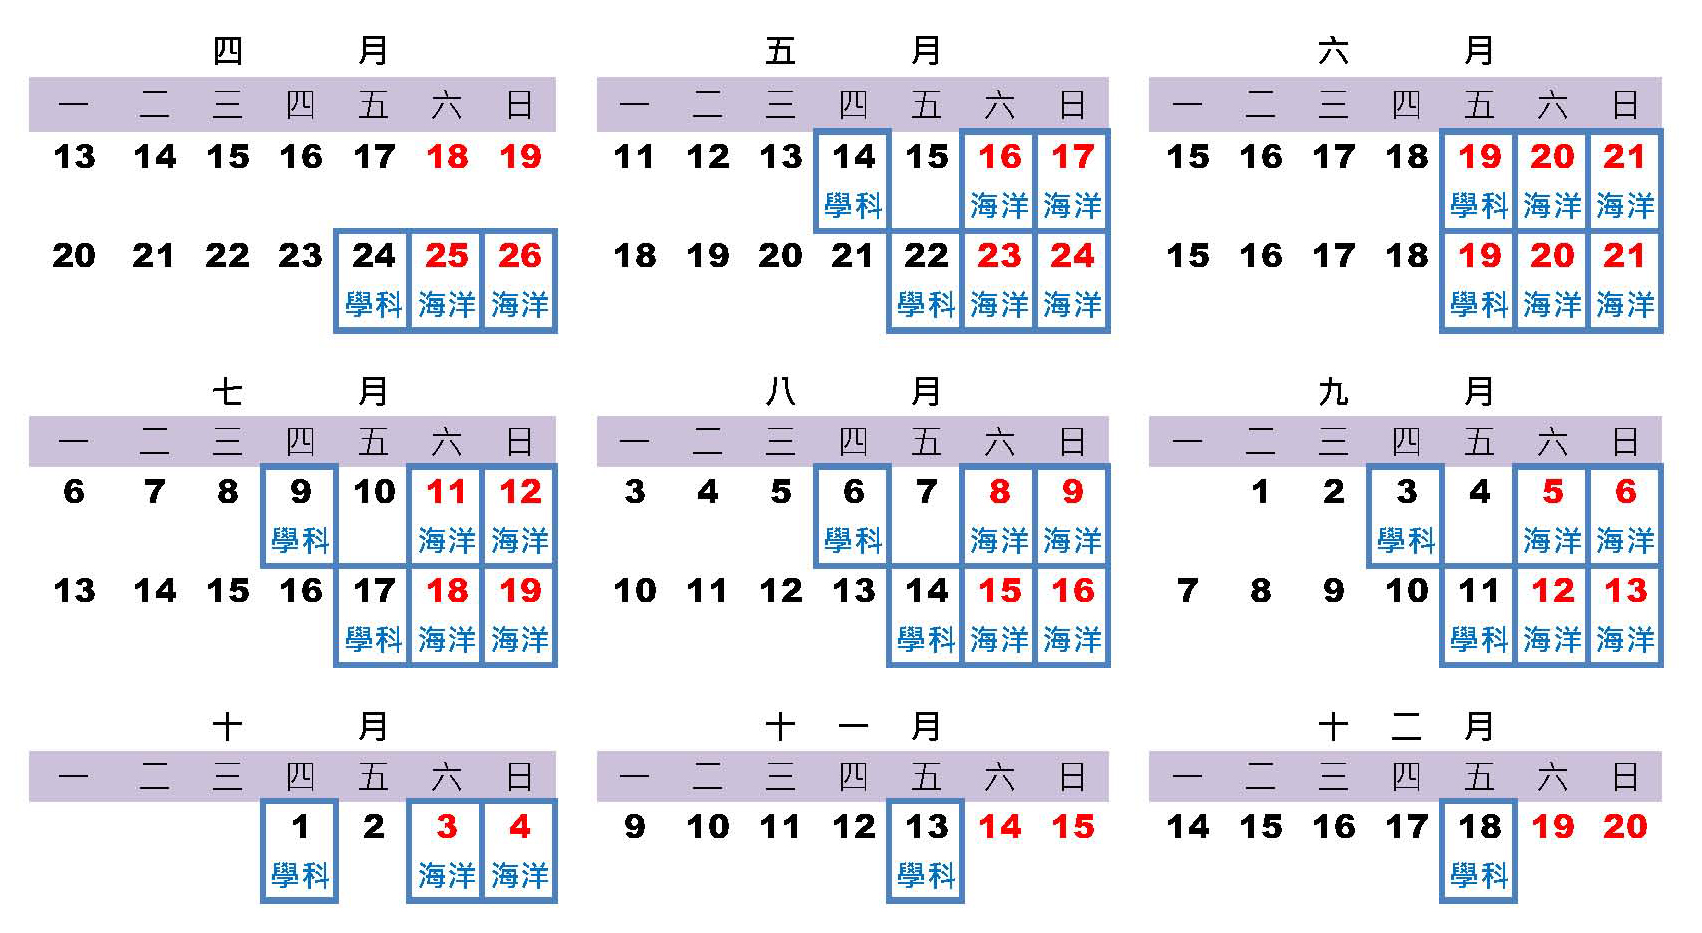 四 月
一 二 三 四 五 六 日
13 14 15 16 17 18 19
20 21 22 23 24 25 26
學科 海洋 海洋
五 月
一 二 三 四 五 六 日
11 12 13 14 15 16 17
學科 海洋 海洋
18 19 20 21 22 23 24
學科 海洋 海洋
六 月
一 二 三 四 五 六 日
15 16 17 18 19 20 21
學科 海洋 海洋
15 16 17 18 19 20 21
學科 海洋 海洋
七 月
一 二 三 四 五 六 日
6 7 8 9 10 11 12
學科 海洋 海洋
13 14 15 16 17 18 19
學科 海洋 海洋
八 月
一 二 三 四 五 六 日
3 4 5 6 7 8 9
學科 海洋 海洋
10 11 12 13 14 15 16
學科 海洋 海洋
九 月
一 二 三 四 五 六 日
1 2 3 4 5 6
學科 海洋 海洋
7 8 9 10 11 12 13
學科 海洋 海洋
十 月
一 二 三 四 五 六 日
1 2 3 4
學科 海洋 海洋
十 一 月
一 二 三 四 五 六 日
9 10 11 12 13 14 15
學科
十 二 月
一 二 三 四 五 六 日
14 15 16 17 18 19 20
學科